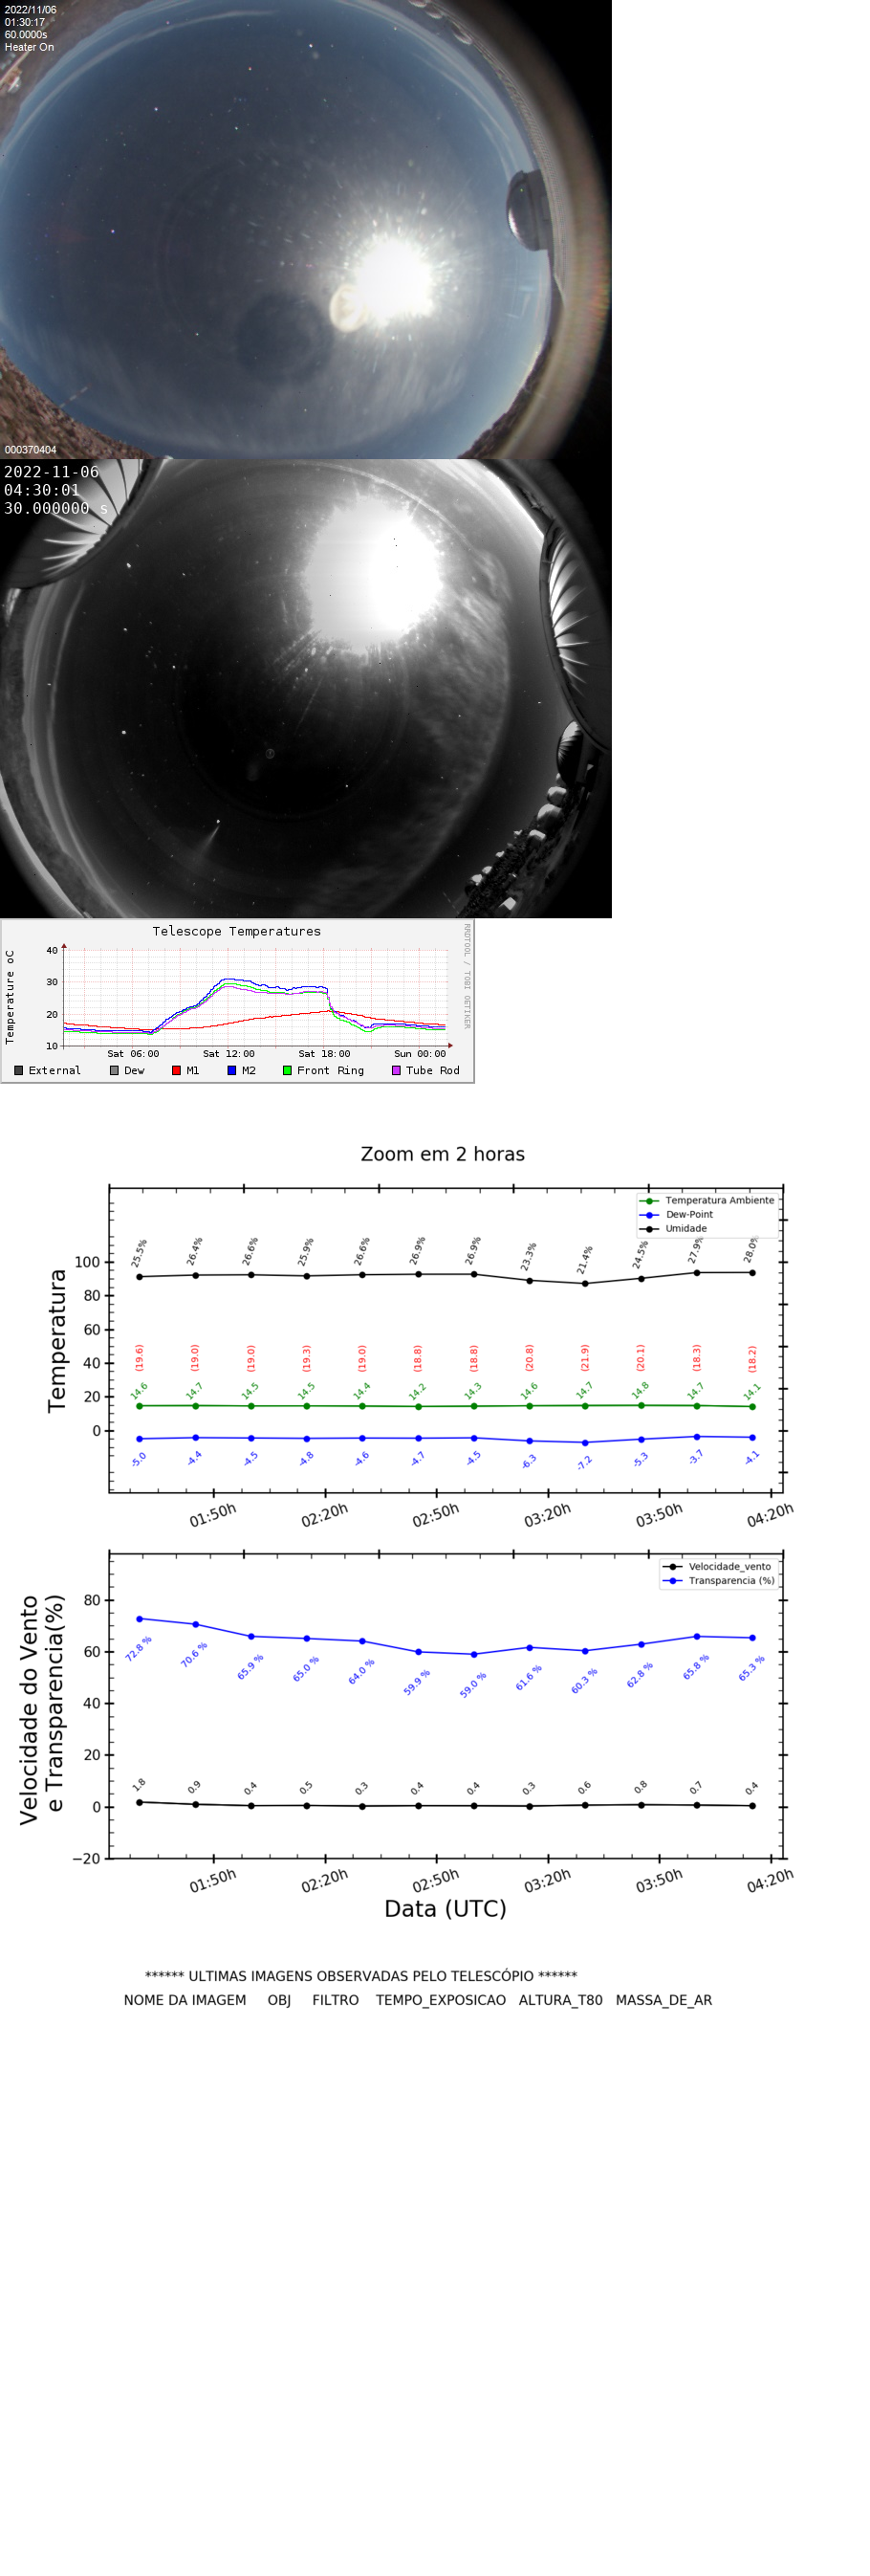 2022/11/06
01:30:17
60.0000s
Heater On
000370404
2022-11-06
04:30:01
30.000000 s
Telescope Temperatures
RRDTOOL / TOBI OETIKER
Temperature oC
40
30
20
10
Sat 06:00 Sat 12:00 Sat 18:00 Sun 00:00
External Dew M1 M2 Front Ring Tube Rod
Zoom em 2 horas
Temperatura Ambiente
Dew-Point
Umidade
Temperatura
100
80
60
40
20
0
25.5% 26.4% 26.6% 25.9% 26.6% 26.9% 26.9% 23.3% 21.4% 24.5% 27.9% 28.0%
(19.6) (19.0) (19.0) (19.3) (19.0) (18.8) (18.8) (20.8) (21.9) (20.1) (18.3) (18.2)
14.6 14.7 14.5 14.5 14.4 14.2 14.3 14.6 14.7 14.8 14.7 14.1
-5.0 -4.4 -4.5 -4.8 -4.6 -4.7 -4.5 -6.3 -7.2 -5.3 -3.7 -4.1
01:50h 02:20h 02:50h 03:20h 03:50h 04:20h
Velocidade_vento
Transparencia (%)
Velocidade do Vento
e Transparencia(%)
80
60
40
20
0
−20
72.8 % 70.6 % 65.9 % 65.0 % 64.0 % 59.9 % 59.0 % 61.6 % 60.3 % 62.8 % 65.8 % 65.3 %
1.8 0.9 0.4 0.5 0.3 0.4 0.4 0.3 0.6 0.8 0.7 0.4
01:50h 02:20h 02:50h 03:20h 03:50h 04:20h
Data (UTC)
****** ULTIMAS IMAGENS OBSERVADAS PELO TELESCÓPIO ******
NOME DA IMAGEM OBJ FILTRO TEMPO_EXPOSICAO ALTURA_T80 MASSA_DE_AR